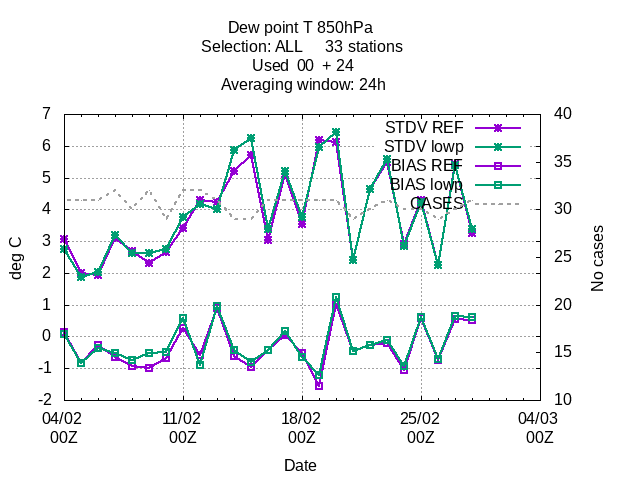 Dew point T 850hPa
Selection: ALL 33 stations
Used 00 + 24
Averaging window: 24h
7
6
5
4
3
2
1
0
-1
-2
deg C
40
35
30
25
20
15
10
No cases
STDV REF
STDV lowp
BIAS REF
BIAS lowp
CASES
04/02 11/02 18/02 25/02 04/03
00Z 00Z 00Z 00Z 00Z
Date